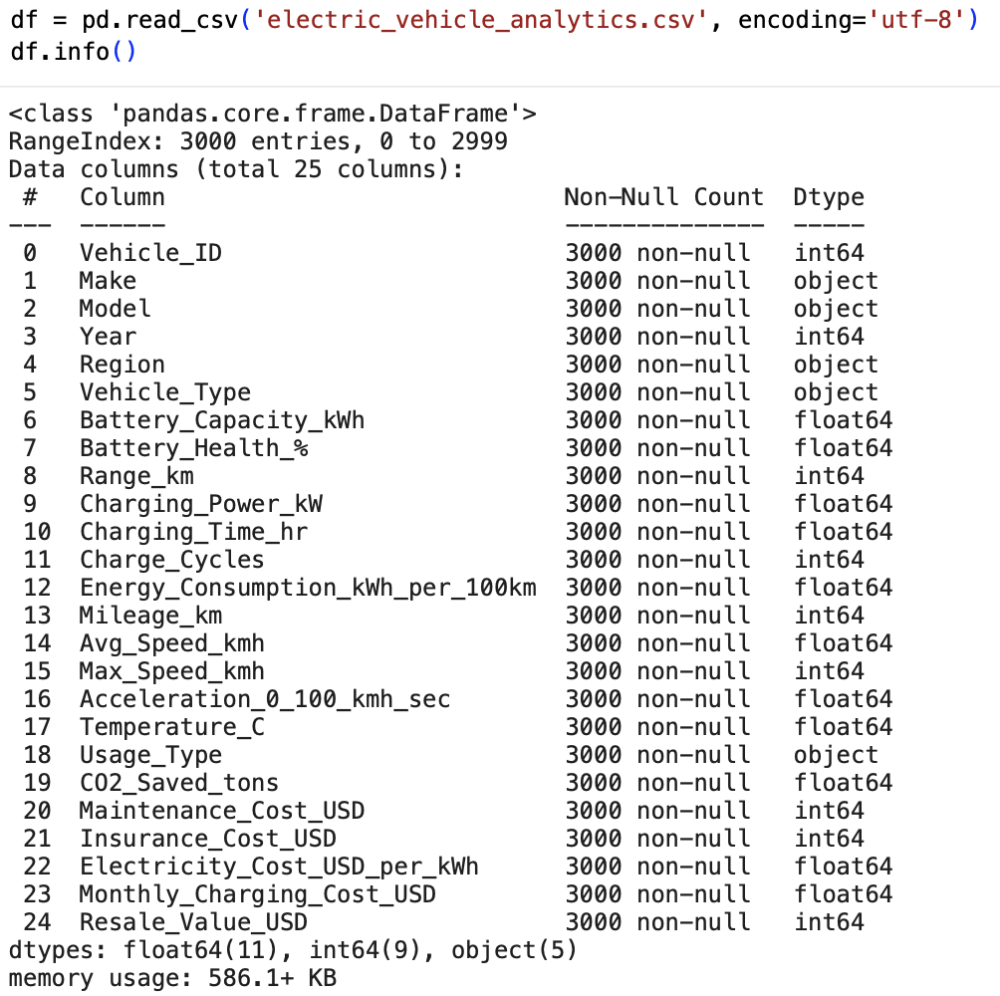 df = pd.read_csv('electric_vehicle_analytics.csv', encoding='utf-8')
df.info()
<class 'pandas.core.frame.DataFrame'>
RangeIndex: 3000 entries, 0 to 2999
Data columns (total 25 columns):
 #   Column                            Non-Null Count  Dtype
---  ------                            --------------  -----
 0   Vehicle_ID                        3000 non-null   int64
 1   Make                              3000 non-null   object
 2   Model                             3000 non-null   object
 3   Year                              3000 non-null   int64
 4   Region                            3000 non-null   object
 5   Vehicle_Type                      3000 non-null   object
 6   Battery_Capacity_kWh              3000 non-null   float64
 7   Battery_Health_%                  3000 non-null   float64
 8   Range_km                          3000 non-null   int64
 9   Charging_Power_kW                 3000 non-null   float64
 10  Charging_Time_hr                  3000 non-null   float64
 11  Charge_Cycles                     3000 non-null   int64
 12  Energy_Consumption_kWh_per_100km  3000 non-null   float64
 13  Mileage_km                        3000 non-null   int64
 14  Avg_Speed_kmh                     3000 non-null   float64
 15  Max_Speed_kmh                     3000 non-null   int64
 16  Acceleration_0_100_kmh_sec        3000 non-null   float64
 17  Temperature_C                     3000 non-null   float64
 18  Usage_Type                        3000 non-null   object
 19  CO2_Saved_tons                    3000 non-null   float64
 20  Maintenance_Cost_USD              3000 non-null   int64
 21  Insurance_Cost_USD                3000 non-null   int64
 22  Electricity_Cost_USD_per_kWh      3000 non-null   float64
 23  Monthly_Charging_Cost_USD         3000 non-null   float64
 24  Resale_Value_USD                  3000 non-null   int64
dtypes: float64(11), int64(9), object(5)
memory usage: 586.1+ KB